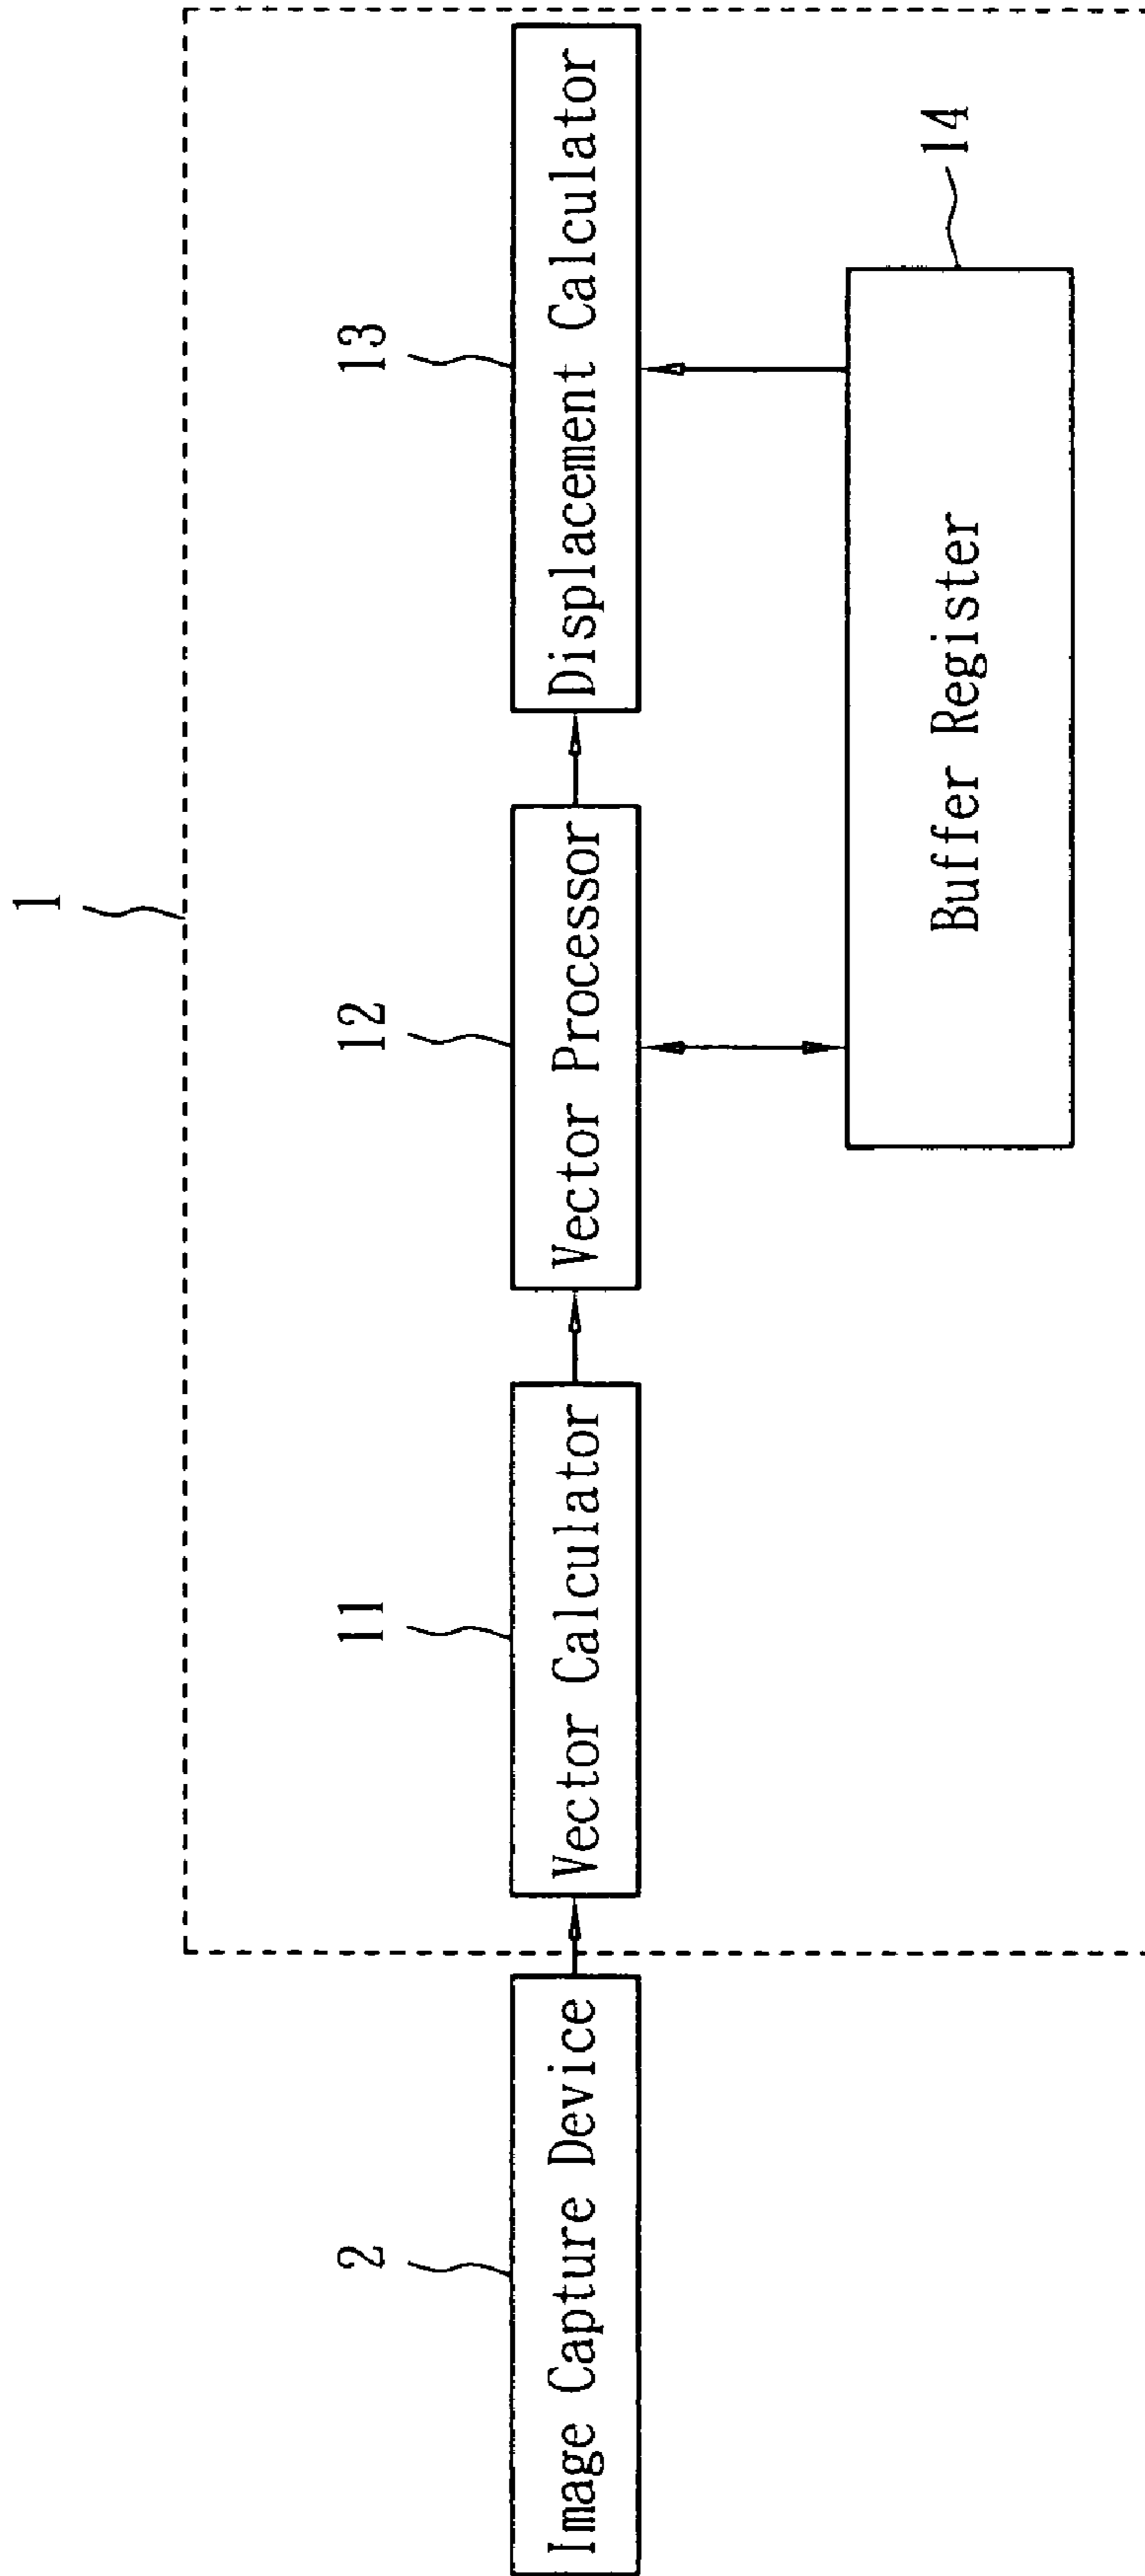 1
2
11
12
13
Image Capture Device
Vector Calculator
Vector Processor
Displacement Calculator
14
Buffer Register